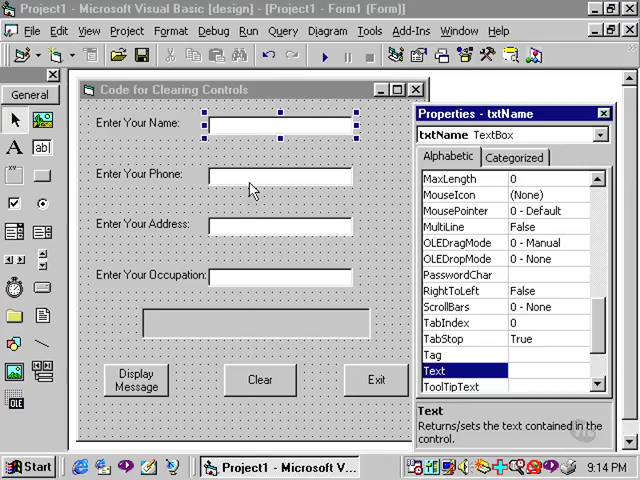 Project1 - Microsoft Visual Basic [design] - [Project1 - Form1 (Form)]
File Edit View Project Format Debug Run Query Diagram Tools Add-Ins Window Help
General
A
ab|
xy
OLE
Code for Clearing Controls
Enter Your Name:
Enter Your Phone:
Enter Your Address:
Enter Your Occupation:
Display
Message
Clear
Exit
Properties - txtName
txtName TextBox
Alphabetic Categorized
MaxLength 0
MouseIcon (None)
MousePointer 0 - Default
MultiLine False
OLEDragMode 0 - Manual
OLEDropMode 0 - None
PasswordChar
RightToLeft False
ScrollBars 0 - None
TabIndex 0
TabStop True
Tag
Text
ToolTipText
Text
Returns/sets the text contained in the
control.
Start
Project1 - Microsoft V...
9:14 PM